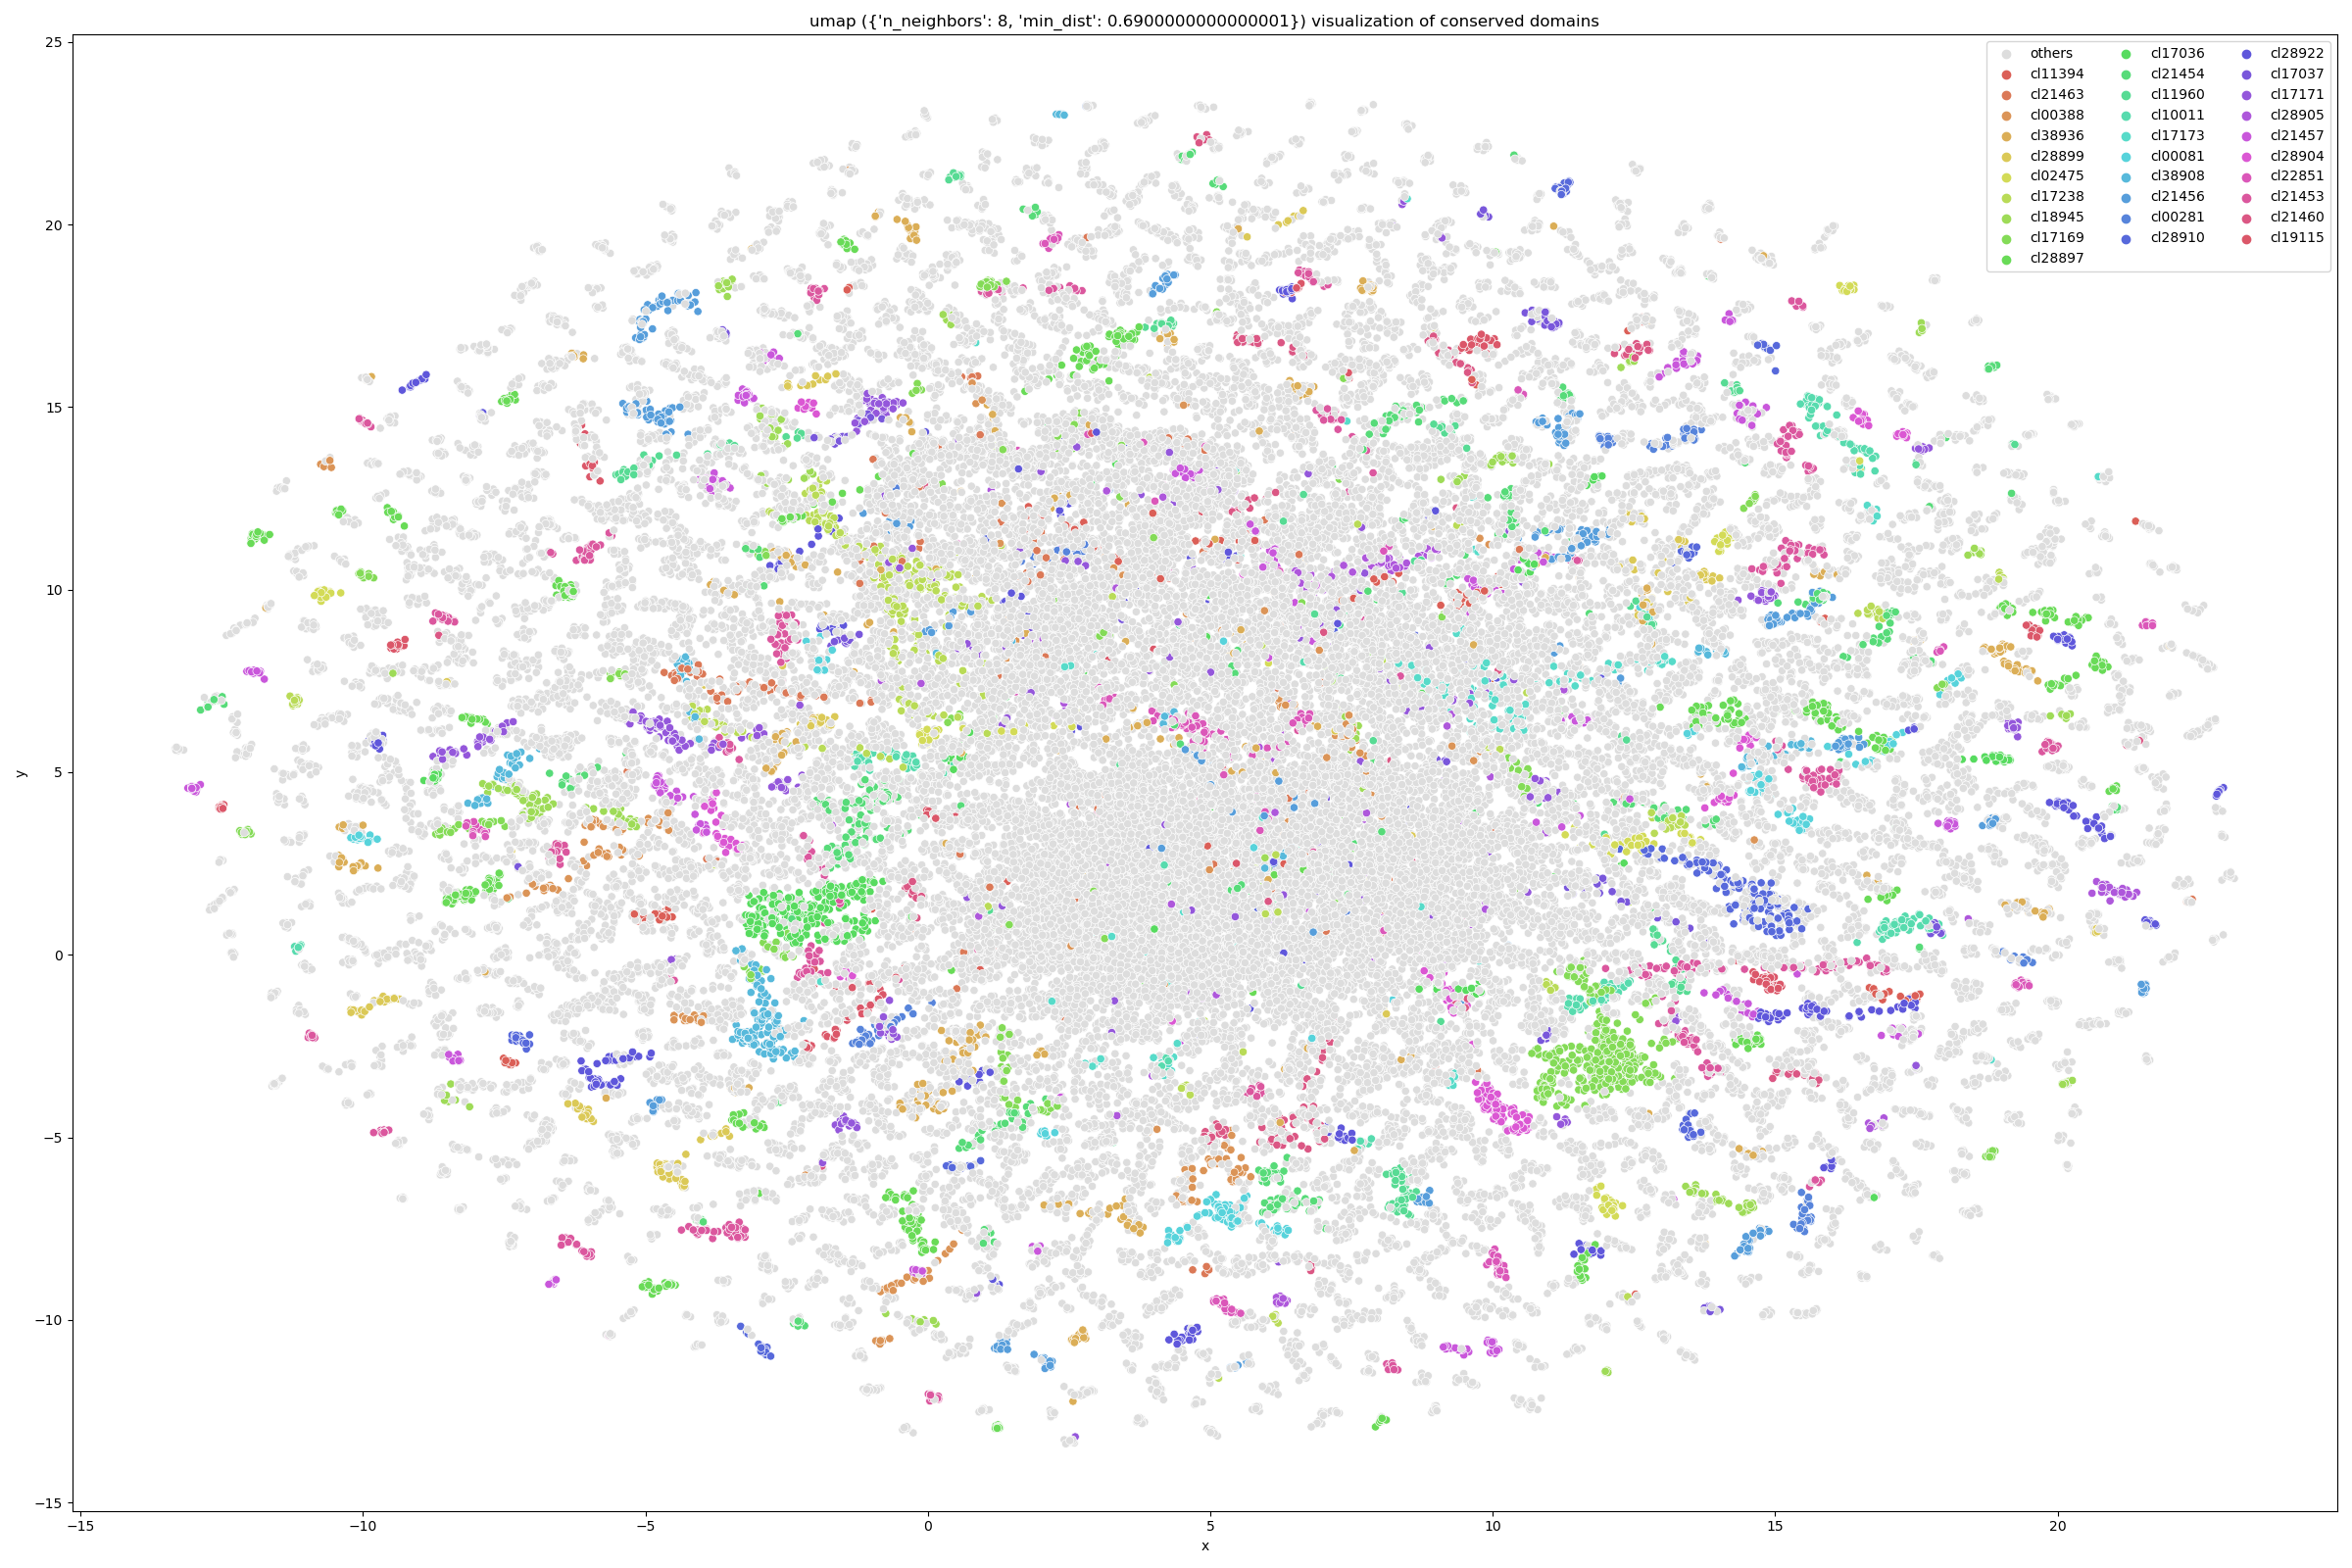 umap ({'n_neighbors': 8, 'min_dist': 0.6900000000000001}) visualization of conserved domains
others
cl11394
cl21463
cl00388
cl38936
cl28899
cl02475
cl17238
cl18945
cl17169
cl28897
cl17036
cl21454
cl11960
cl10011
cl17173
cl00081
cl38908
cl21456
cl00281
cl28910
cl28922
cl17037
cl17171
cl28905
cl21457
cl28904
cl22851
cl21453
cl21460
cl19115
25
20
15
10
5
0
−5
−10
−15
y
−15
−10
−5
0
5
10
15
20
x